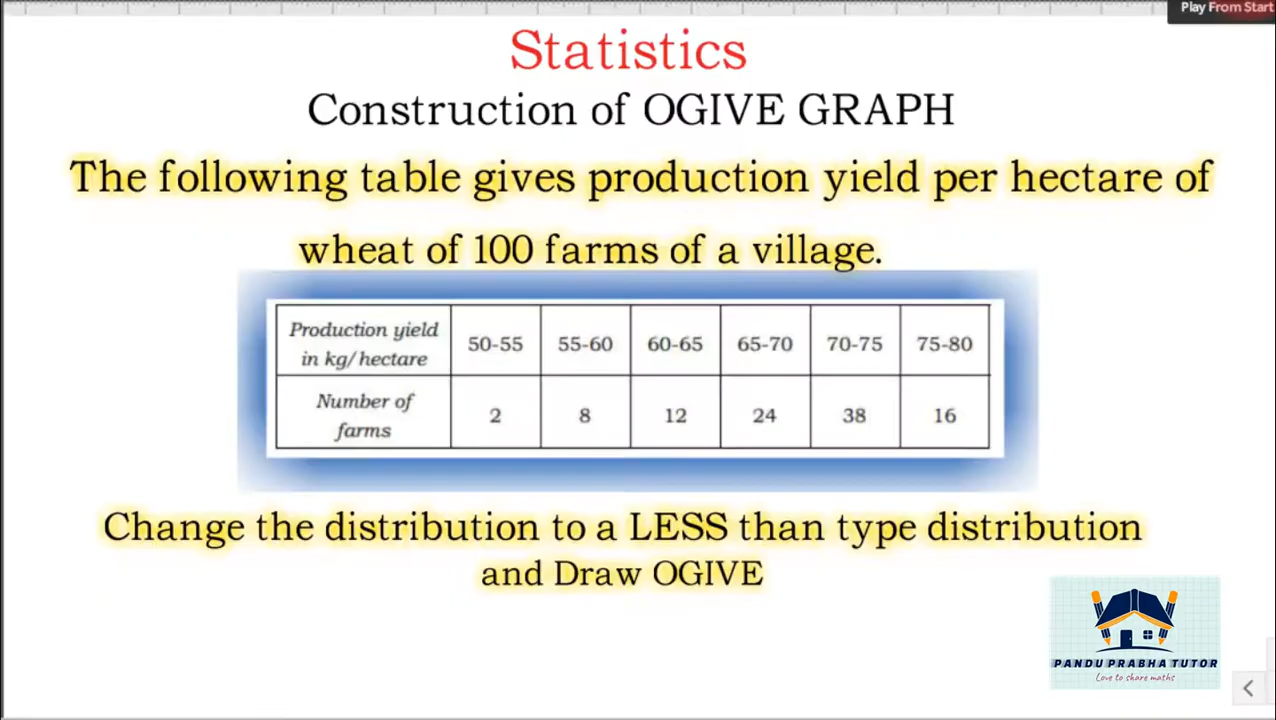 Play From Start
Statistics
Construction of OGIVE GRAPH
The following table gives production yield per hectare of
wheat of 100 farms of a village.
Production yield in kg/hectare 50-55 55-60 60-65 65-70 70-75 75-80
Number of farms 2 8 12 24 38 16
Change the distribution to a LESS than type distribution
and Draw OGIVE
PANDU PRABHA TUTOR
Love to share maths